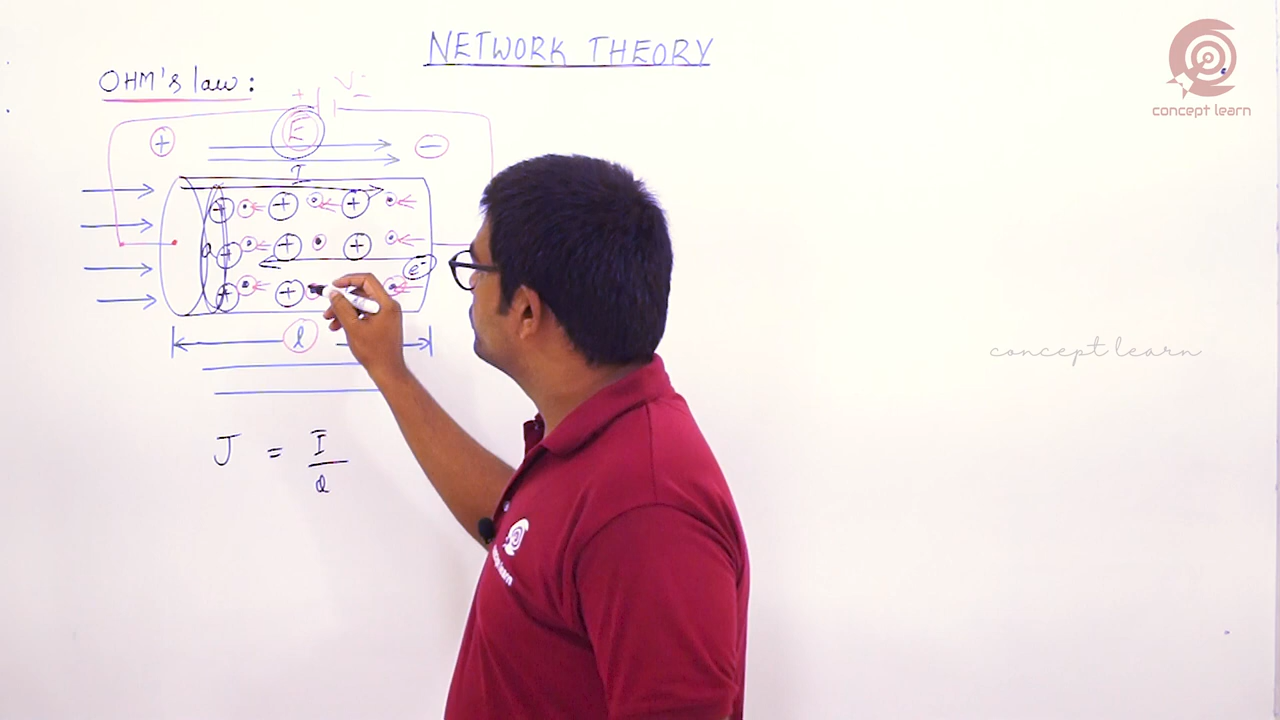 NETWORK THEORY
OHM's law :
concept learn
+ V -
+ E -
I
+ + +
a + + +
e-
+ +
l
concept learn
J = I / a